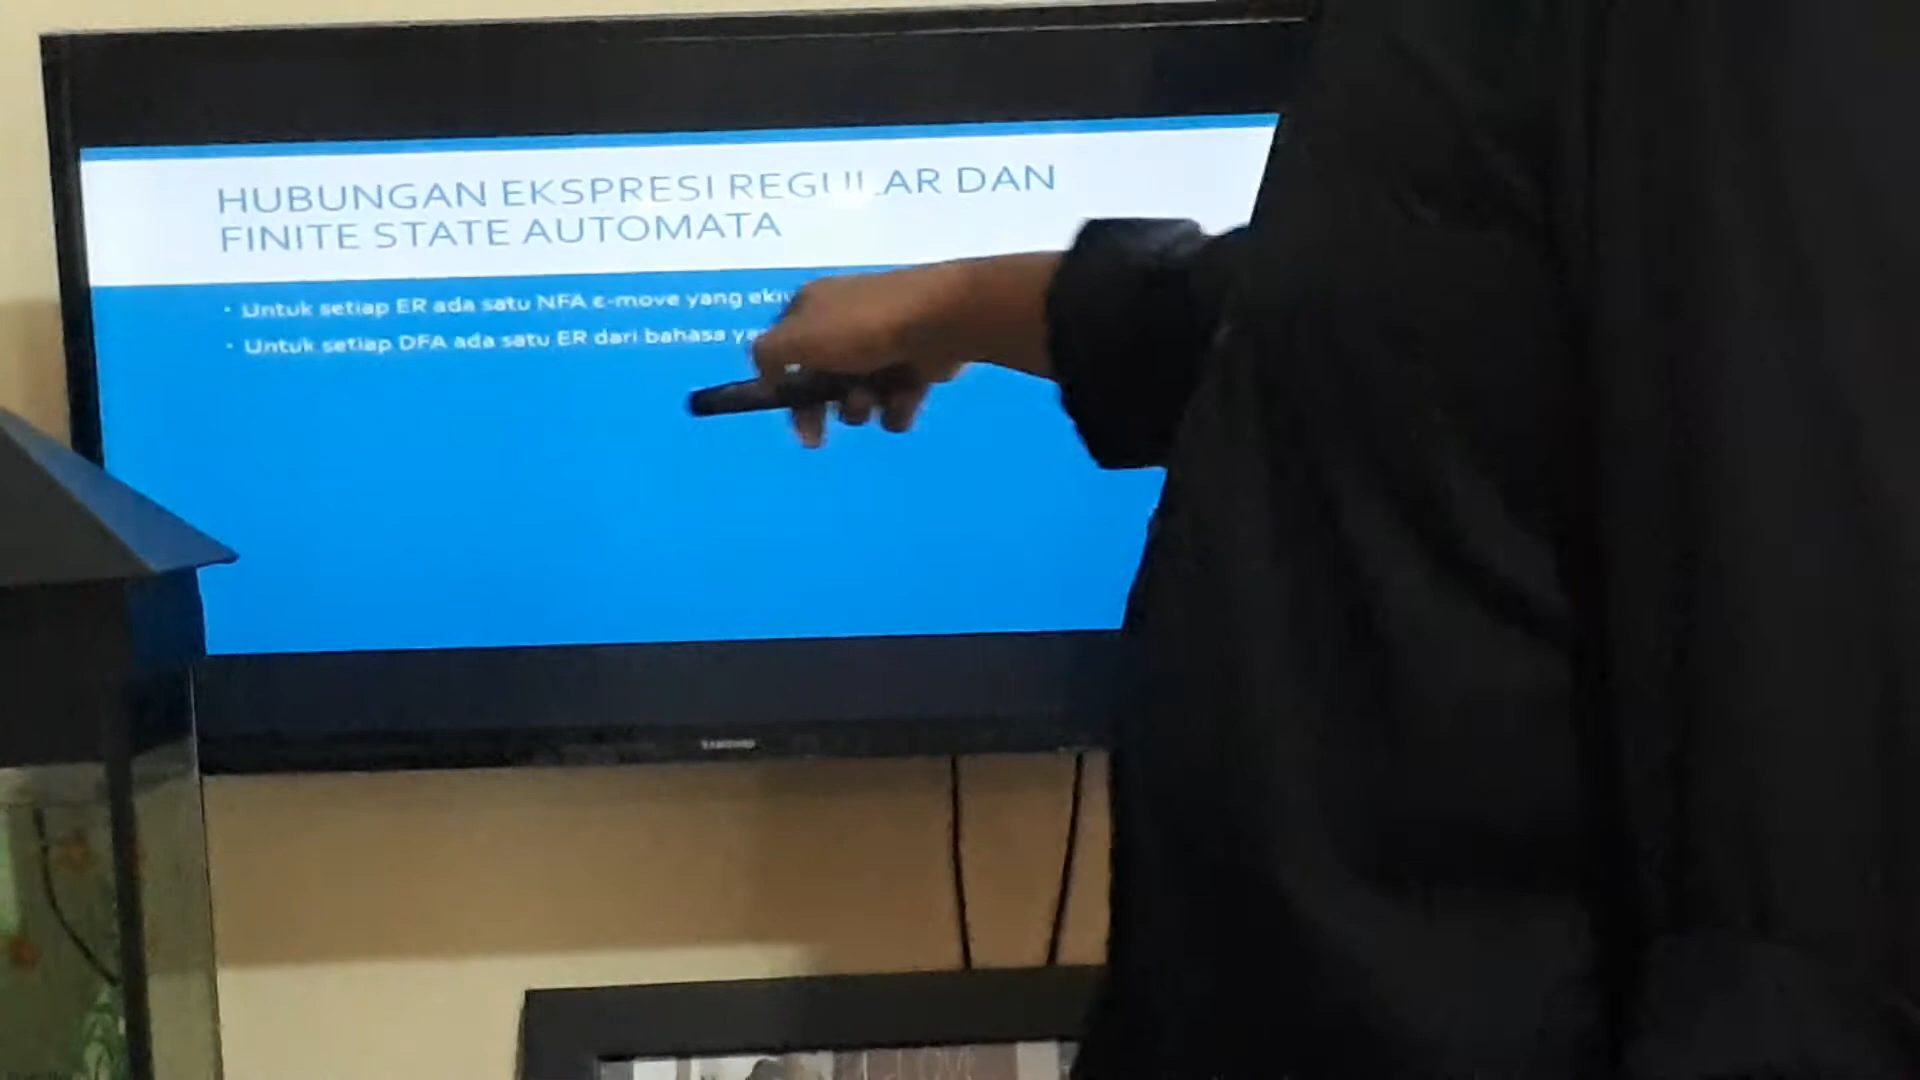 HUBUNGAN EKSPRESI REGULAR DAN
FINITE STATE AUTOMATA
· Untuk setiap ER ada satu NFA ε-move yang
· Untuk setiap DFA ada satu ER dari bahasa
SAMSUNG